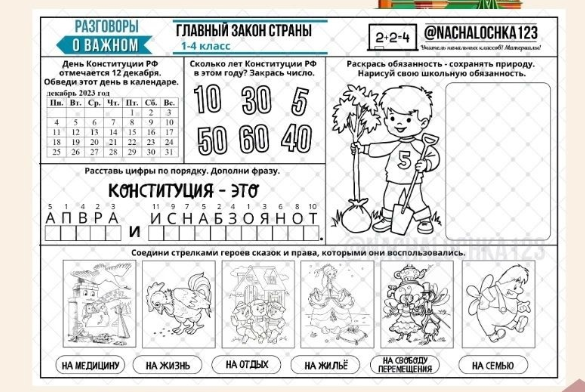 РАЗГОВОРЫ
О ВАЖНОМ
ГЛАВНЫЙ ЗАКОН СТРАНЫ
1-4 класс
2+2=4
@NACHALOCHKA123
Учитель начальных классов! Материалы!
День Конституции РФ
отмечается 12 декабря.
Обведи этот день в календаре.
декабрь 2023 год
Пн. Вт. Ср. Чт. Пт. Сб. Вс.
1 2 3
4 5 6 7 8 9 10
11 12 13 14 15 16 17
18 19 20 21 22 23 24
25 26 27 28 29 30 31
Сколько лет Конституции РФ
в этом году? Закрась число.
10 30 5
50 60 40
Раскрась обязанность - сохранять природу.
Нарисуй свою школьную обязанность.
5
Расставь цифры по порядку. Дополни фразу.
КОНСТИТУЦИЯ - ЭТО
5 1 4 2 3
А П В Р А
11 9 7 1 5 2 3 6 8 10
И С Н А Б З О Я Н О Т
И
@NACHALOCHKA123
Соедини стрелками героев сказок и права, которыми они воспользовались.
НА МЕДИЦИНУ
НА ЖИЗНЬ
НА ОТДЫХ
НА ЖИЛЬЁ
НА СВОБОДУ
ПЕРЕМЕЩЕНИЯ
НА СЕМЬЮ